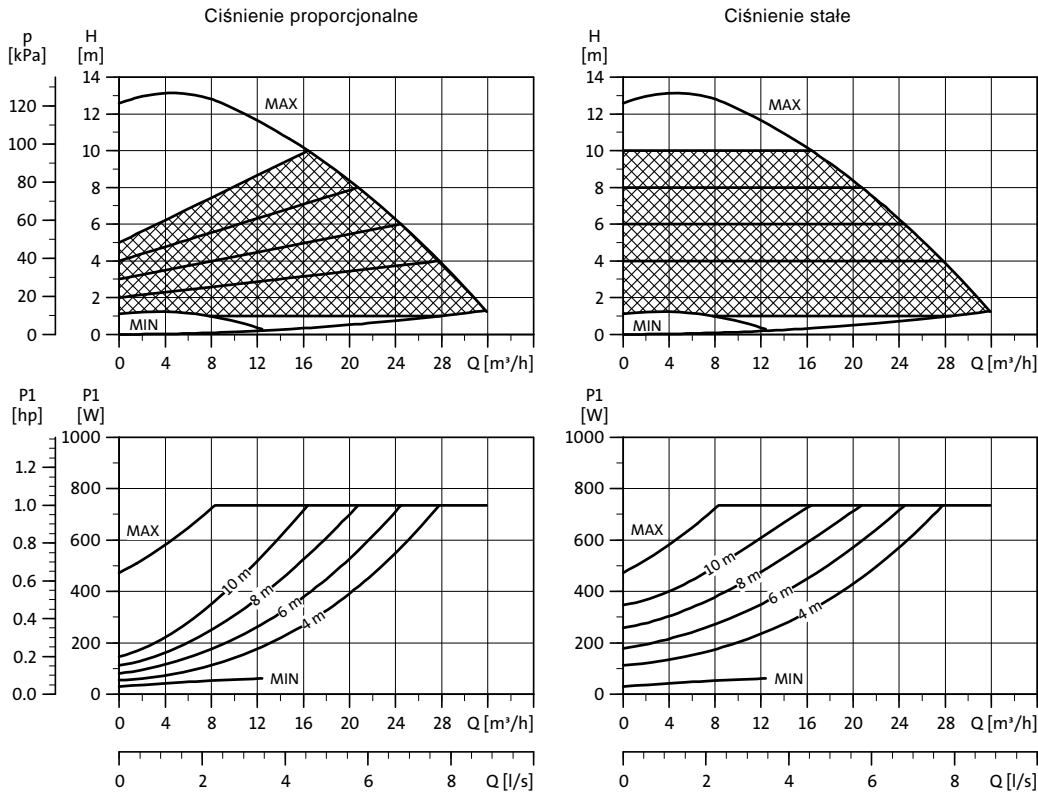 Ciśnienie proporcjonalne
Ciśnienie stałe
p
[kPa]
H
[m]
120
100
80
60
40
20
0
14
12
10
8
6
4
2
0
MAX
MIN
0 4 8 12 16 20 24 28 Q [m³/h]
H
[m]
14
12
10
8
6
4
2
0
MAX
MIN
0 4 8 12 16 20 24 28 Q [m³/h]
P1
[hp]
P1
[W]
1.2
1.0
0.8
0.6
0.4
0.2
0.0
1000
800
600
400
200
0
MAX
10 m
8 m
6 m
4 m
MIN
0 4 8 12 16 20 24 28 Q [m³/h]
0 2 4 6 8 Q [l/s]
P1
[W]
1000
800
600
400
200
0
MAX
10 m
8 m
6 m
4 m
MIN
0 4 8 12 16 20 24 28 Q [m³/h]
0 2 4 6 8 Q [l/s]